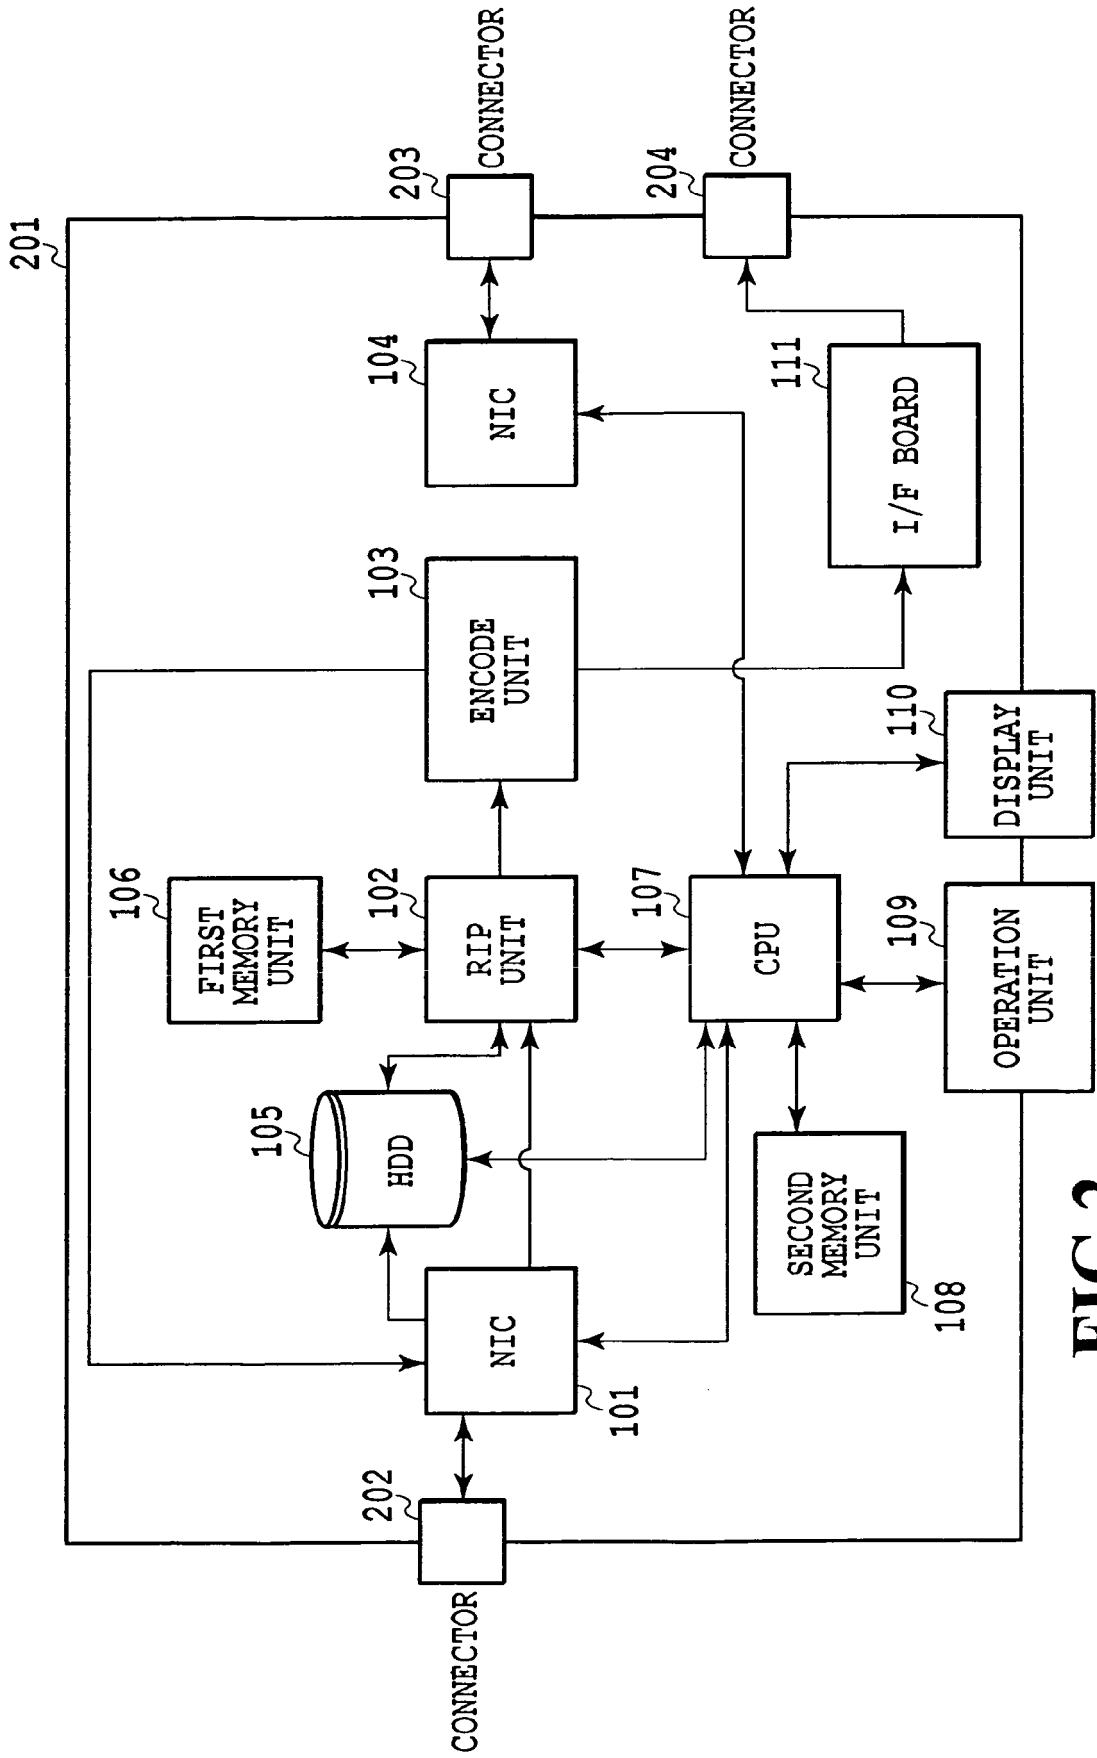 201
106
FIRST
MEMORY
UNIT
105
HDD
202
CONNECTOR
NIC
101
102
RIP
UNIT
103
ENCODE
UNIT
104
NIC
203
CONNECTOR
107
CPU
204
CONNECTOR
SECOND
MEMORY
UNIT
108
111
I/F BOARD
109
OPERATION
UNIT
110
DISPLAY
UNIT